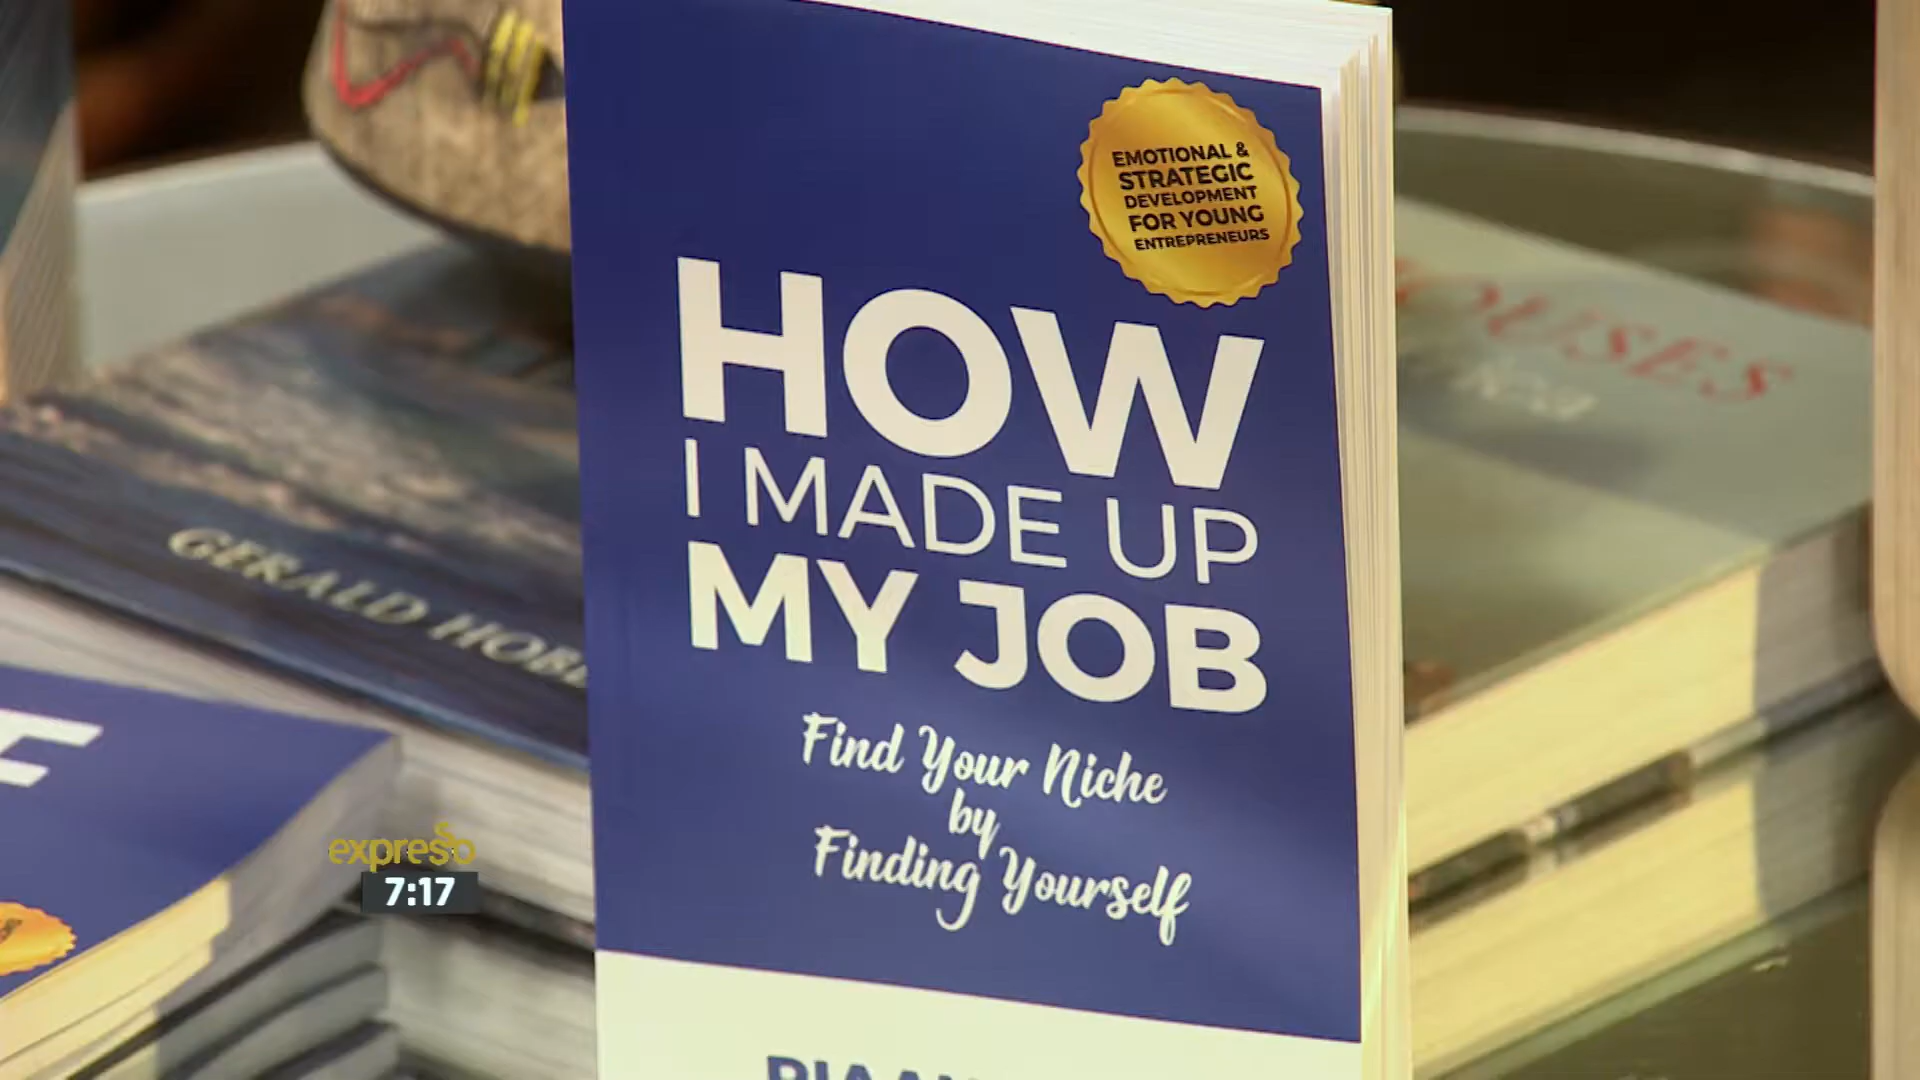 EMOTIONAL &
STRATEGIC
DEVELOPMENT
FOR YOUNG
ENTREPRENEURS
HOW
I MADE UP
MY JOB
Find Your Niche
by
Finding Yourself
GERALD
expresso
7:17